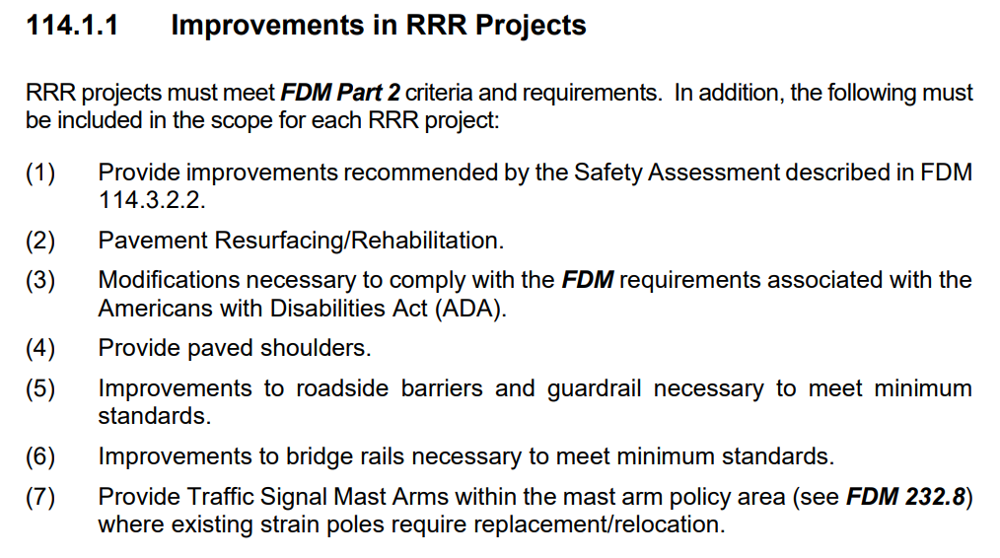 114.1.1 Improvements in RRR Projects
RRR projects must meet FDM Part 2 criteria and requirements. In addition, the following must
be included in the scope for each RRR project:
(1) Provide improvements recommended by the Safety Assessment described in FDM
114.3.2.2.
(2) Pavement Resurfacing/Rehabilitation.
(3) Modifications necessary to comply with the FDM requirements associated with the
Americans with Disabilities Act (ADA).
(4) Provide paved shoulders.
(5) Improvements to roadside barriers and guardrail necessary to meet minimum
standards.
(6) Improvements to bridge rails necessary to meet minimum standards.
(7) Provide Traffic Signal Mast Arms within the mast arm policy area (see FDM 232.8)
where existing strain poles require replacement/relocation.